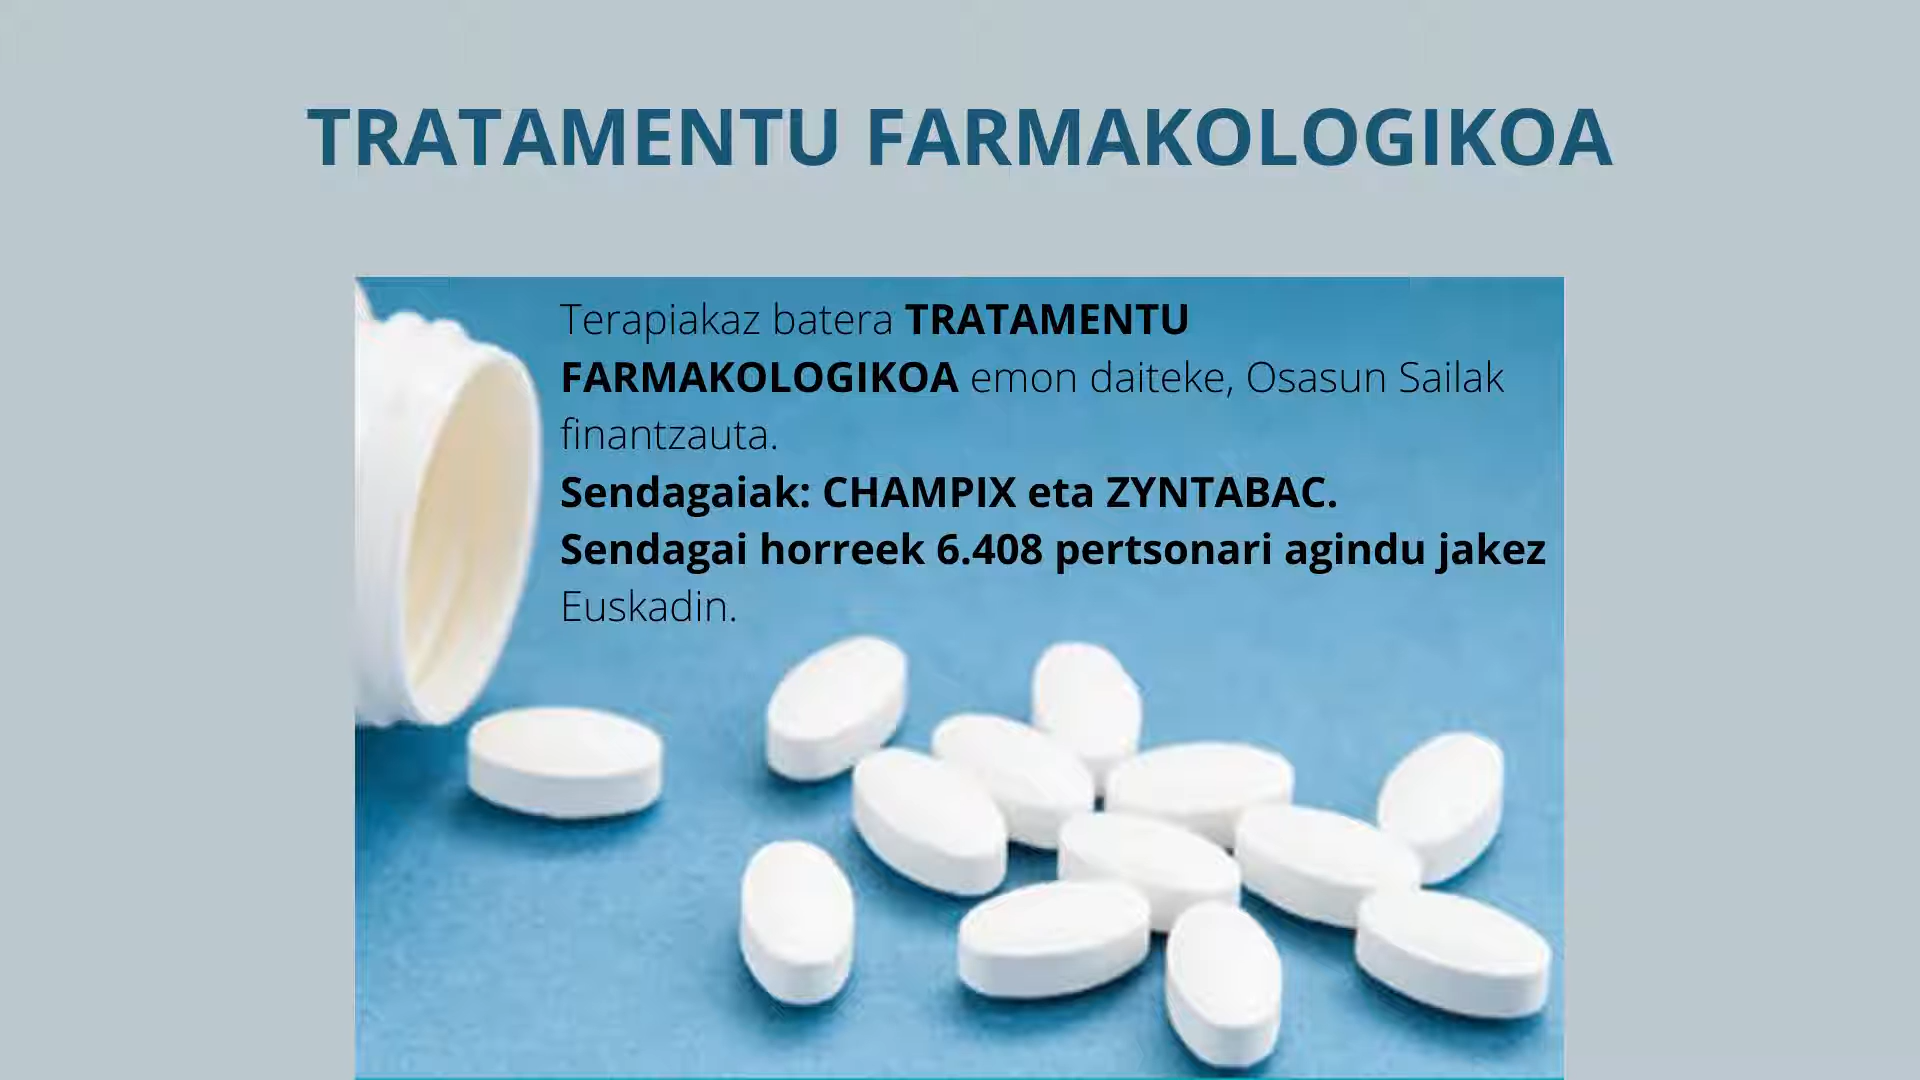 TRATAMENTU FARMAKOLOGIKOA
Terapiakaz batera TRATAMENTU
FARMAKOLOGIKOA emon daiteke, Osasun Sailak
finantzauta.
Sendagaiak: CHAMPIX eta ZYNTABAC.
Sendagai horreek 6.408 pertsonari agindu jakez
Euskadin.